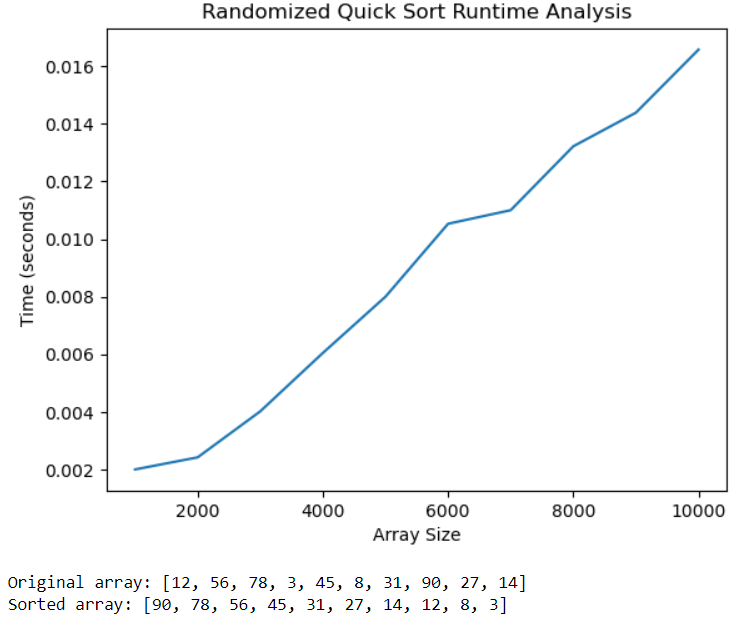 Randomized Quick Sort Runtime Analysis
0.016
0.014
0.012
0.010
0.008
0.006
0.004
0.002
Time (seconds)
2000 4000 6000 8000 10000
Array Size
Original array: [12, 56, 78, 3, 45, 8, 31, 90, 27, 14]
Sorted array: [90, 78, 56, 45, 31, 27, 14, 12, 8, 3]